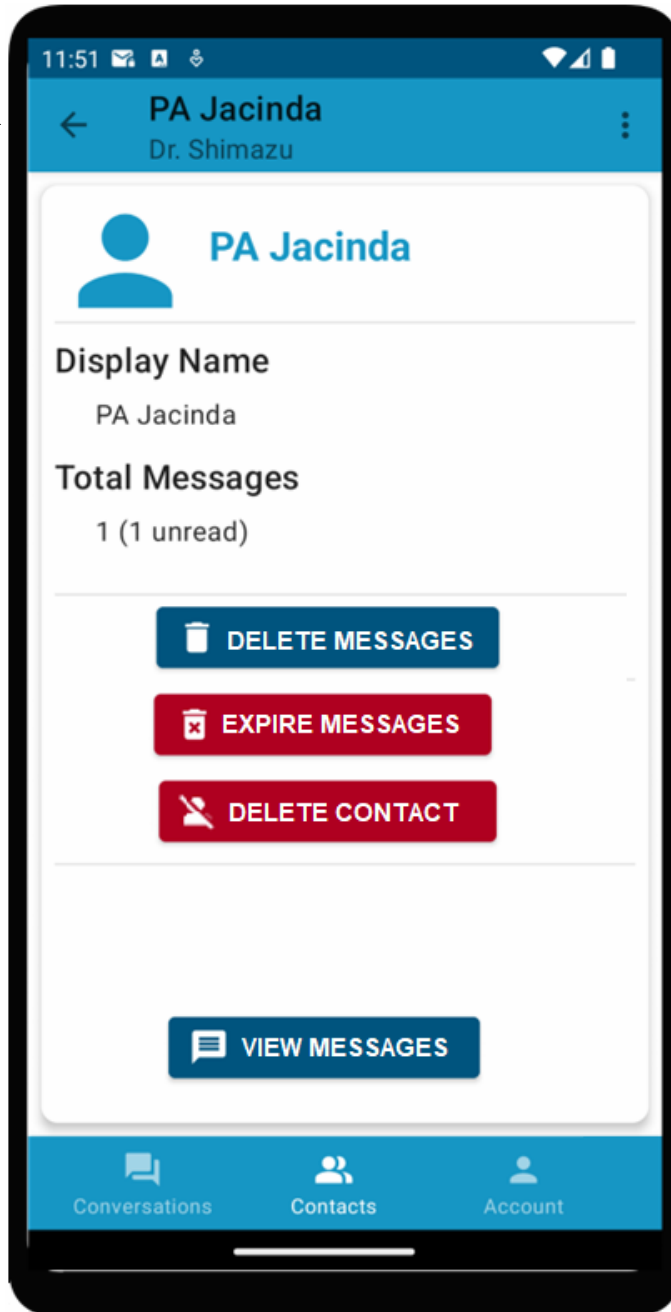 11:51
PA Jacinda
Dr. Shimazu
PA Jacinda
Display Name
PA Jacinda
Total Messages
1 (1 unread)
DELETE MESSAGES
EXPIRE MESSAGES
DELETE CONTACT
VIEW MESSAGES
Conversations Contacts Account